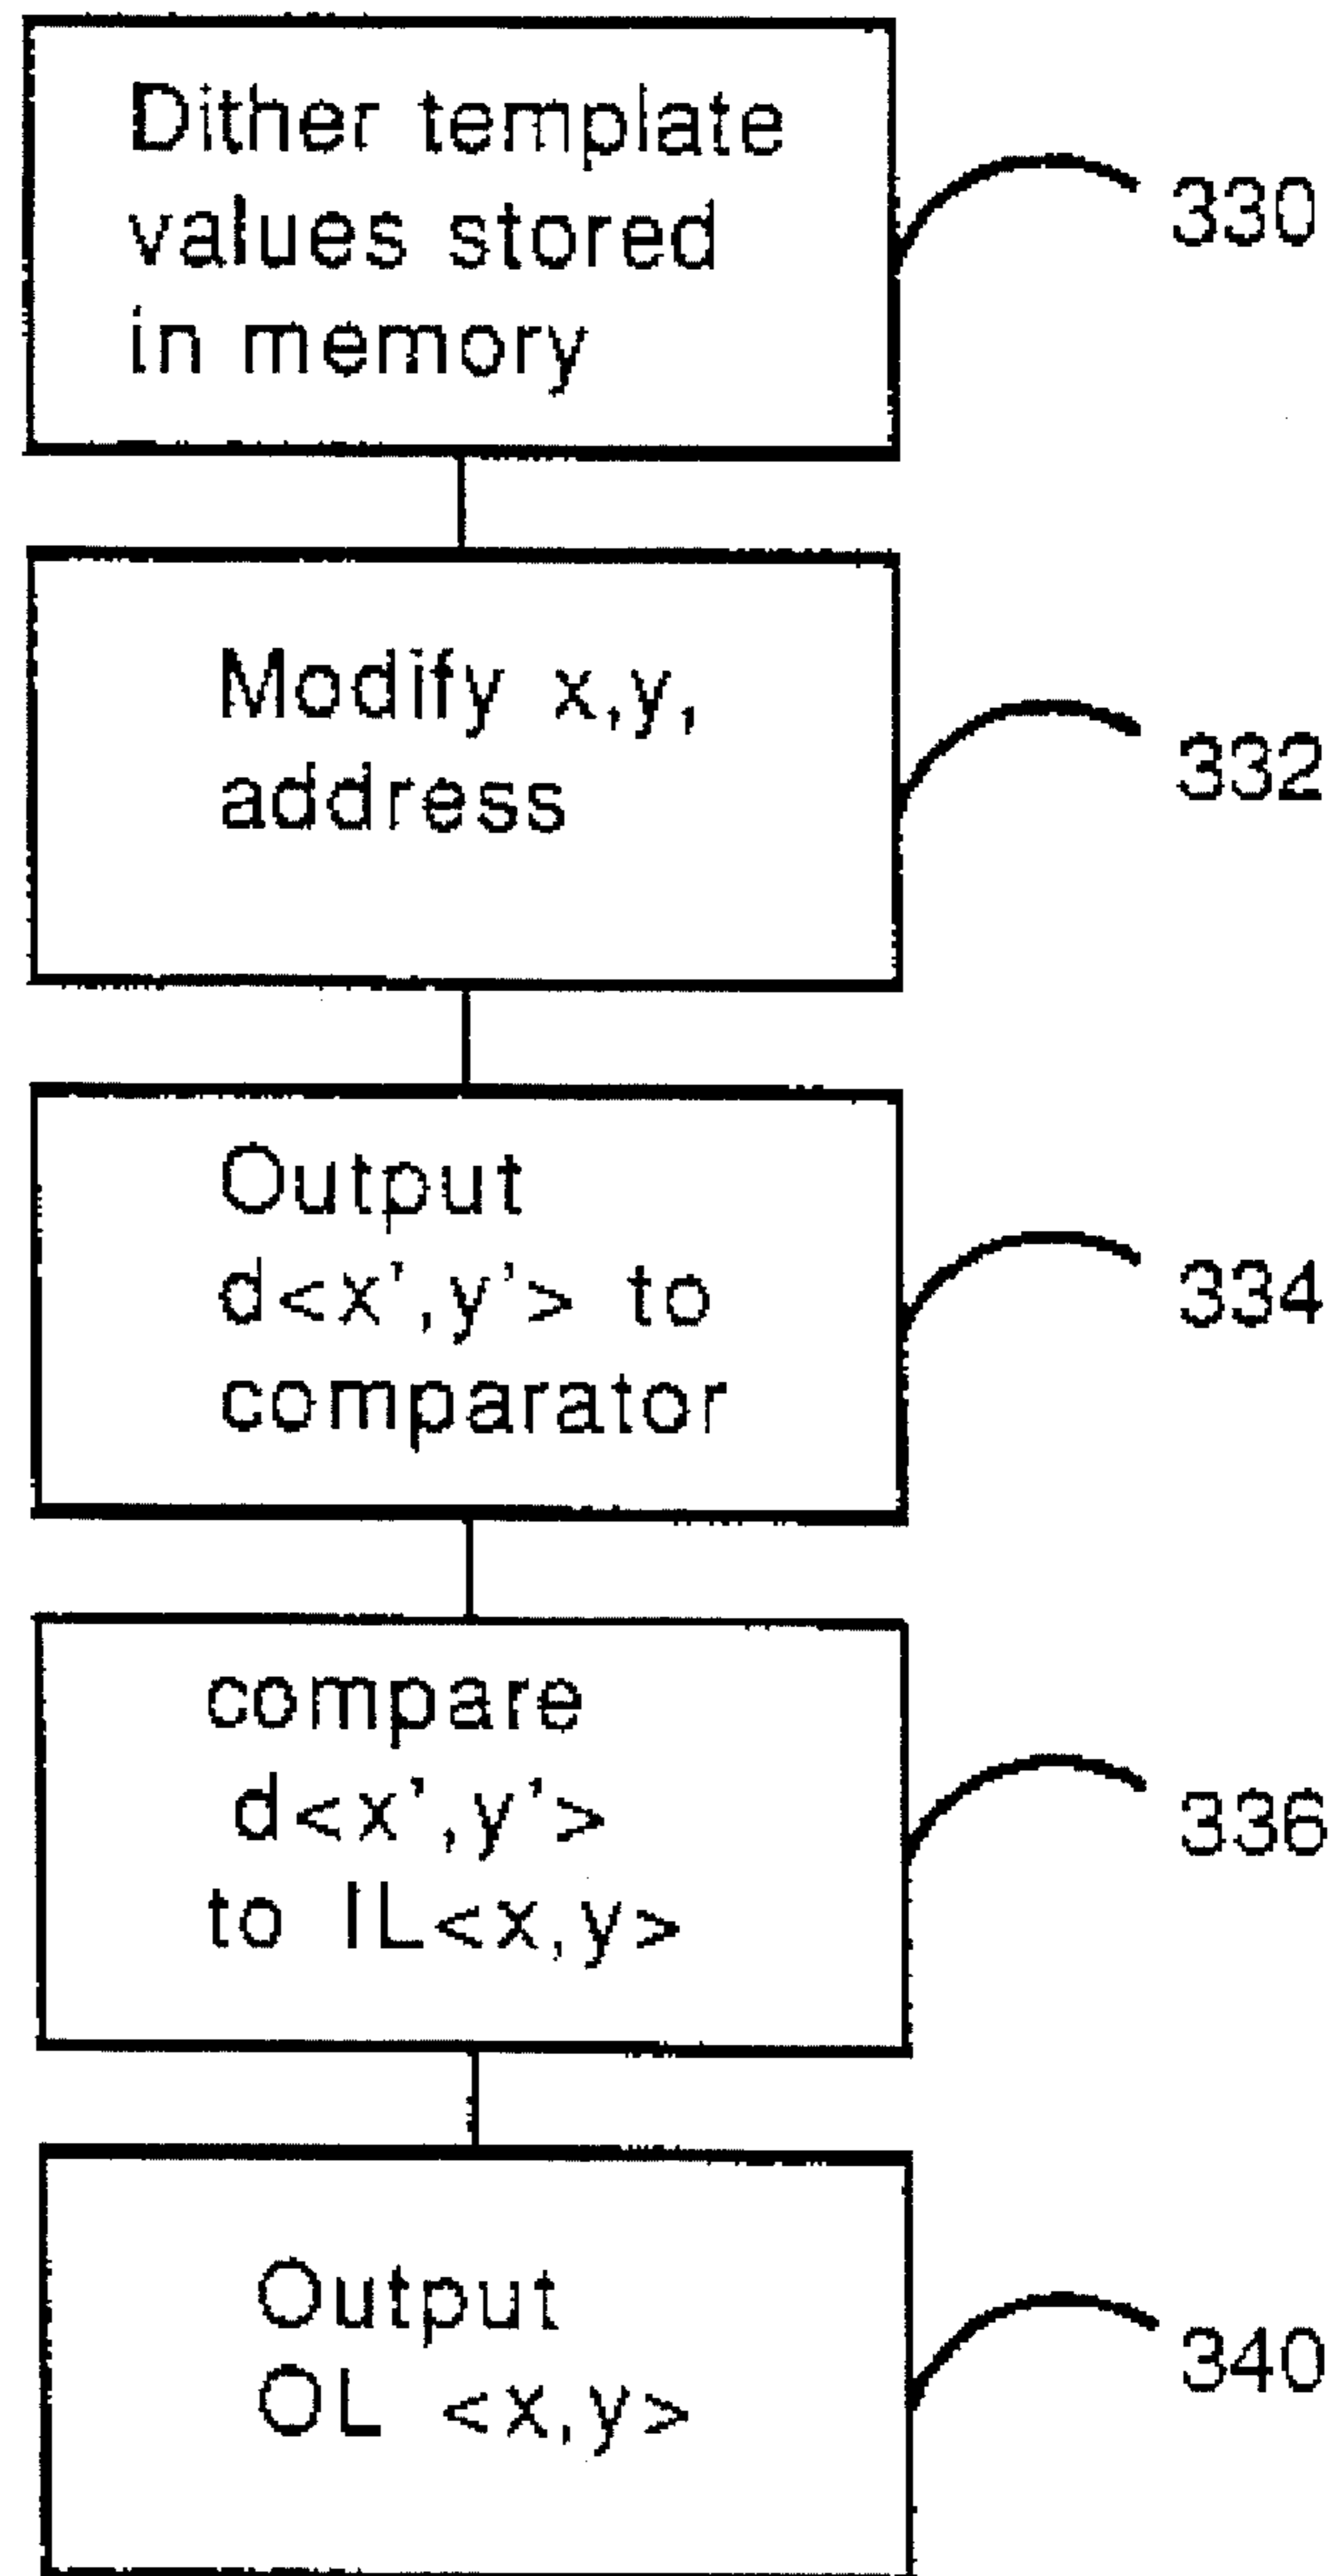 Dither template
values stored
in memory
330
Modify x,y,
address
332
Output
d<x',y'> to
comparator
334
compare
d<x',y'>
to IL<x,y>
336
Output
OL <x,y>
340